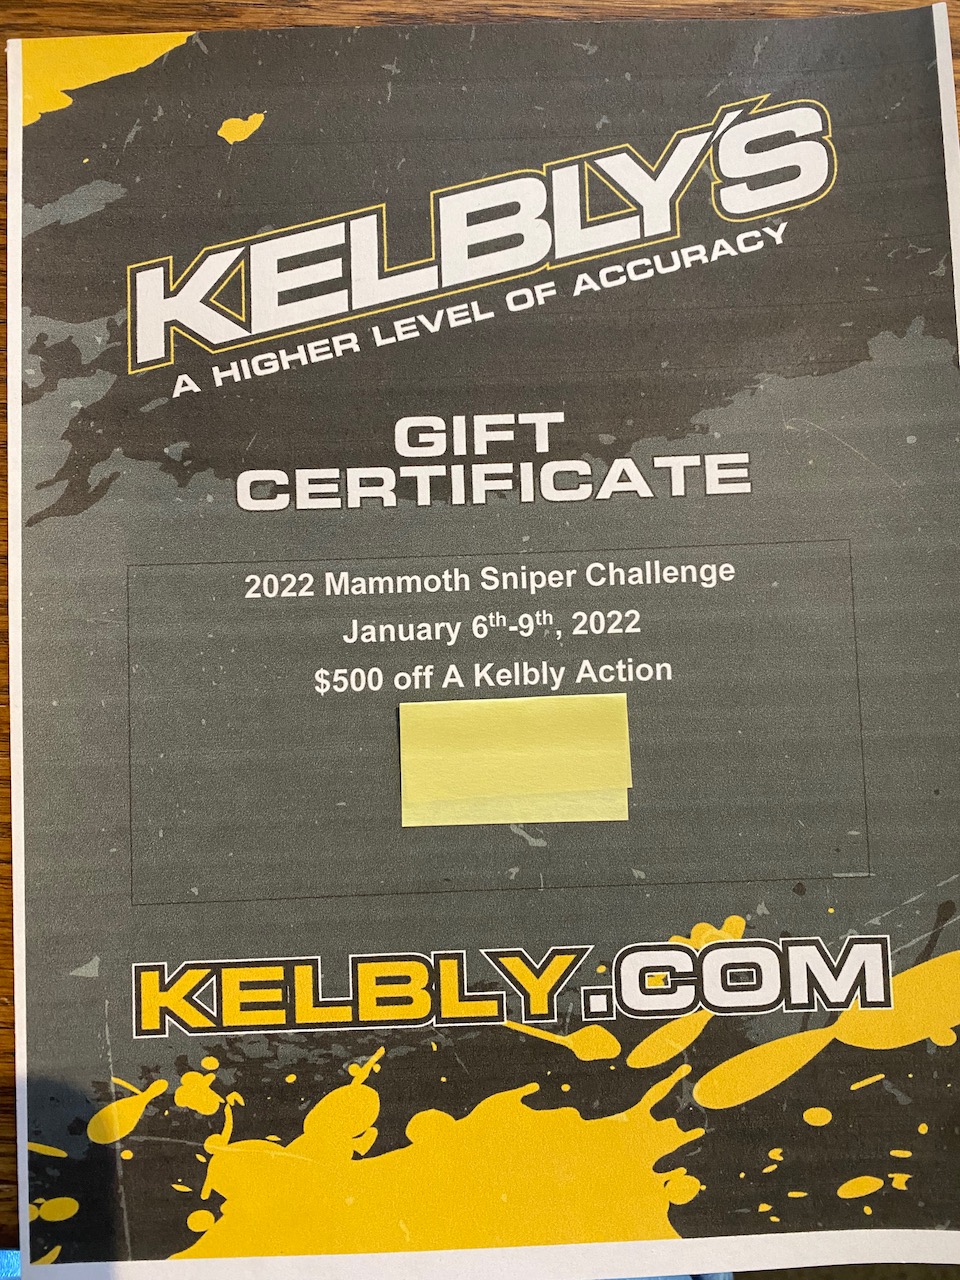 KELBLY'S
A HIGHER LEVEL OF ACCURACY
GIFT
CERTIFICATE
2022 Mammoth Sniper Challenge
January 6th-9th, 2022
$500 off A Kelbly Action
KELBLY.COM